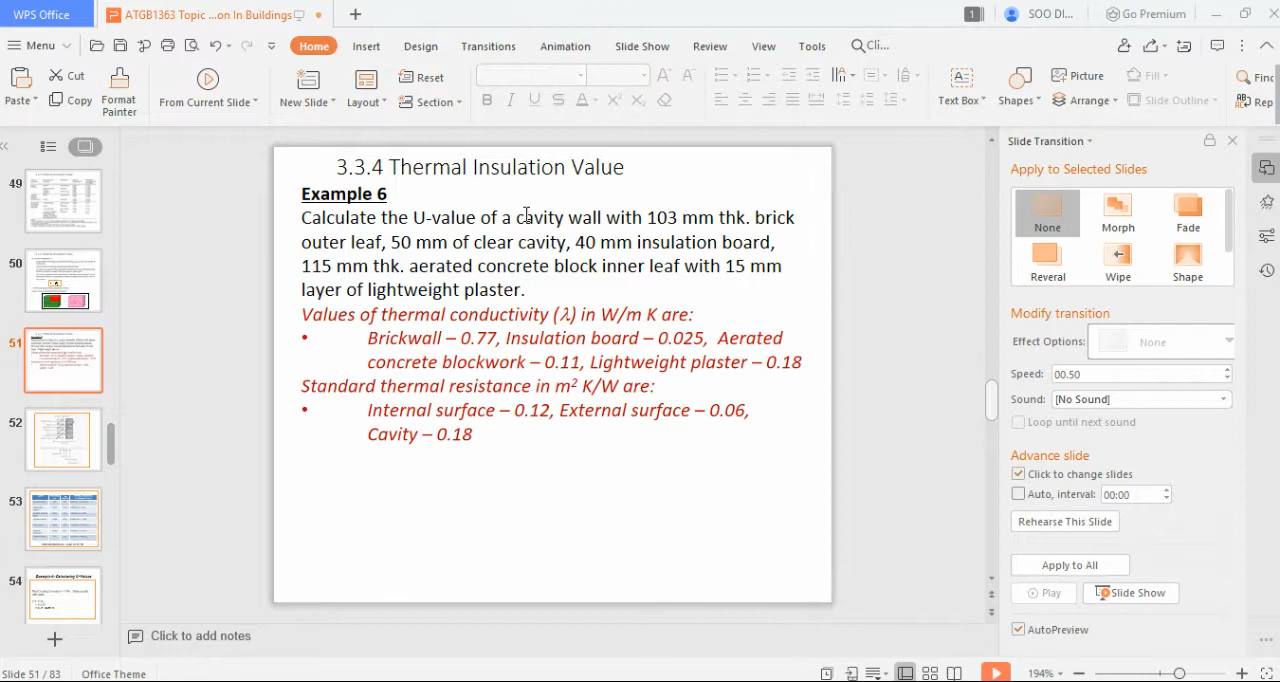 WPS Office
ATGB1363 Topic ...on In Buildings
1
SOO DI...
Go Premium
Menu
Home
Insert
Design
Transitions
Animation
Slide Show
Review
View
Tools
Cli...
Paste
Cut
Copy
Format
Painter
From Current Slide
New Slide
Layout
Reset
Section
B I U S A X² X₂
A A
Text Box
Shapes
Picture
Arrange
Fill
Slide Outline
Find
Rep
49
50
51
52
53
54
Example 6: Calculating U-Values
3.3.4 Thermal Insulation Value
Example 6
Calculate the U-value of a cavity wall with 103 mm thk. brick
outer leaf, 50 mm of clear cavity, 40 mm insulation board,
115 mm thk. aerated concrete block inner leaf with 15 mm
layer of lightweight plaster.
Values of thermal conductivity (λ) in W/m K are:
• Brickwall – 0.77, Insulation board – 0.025, Aerated
concrete blockwork – 0.11, Lightweight plaster – 0.18
Standard thermal resistance in m² K/W are:
• Internal surface – 0.12, External surface – 0.06,
Cavity – 0.18
Click to add notes
Slide Transition
Apply to Selected Slides
None
Morph
Fade
Reveral
Wipe
Shape
Modify transition
Effect Options:
None
Speed: 00.50
Sound: [No Sound]
Loop until next sound
Advance slide
Click to change slides
Auto, interval: 00:00
Rehearse This Slide
Apply to All
Play
Slide Show
AutoPreview
Slide 51 / 83
Office Theme
194%